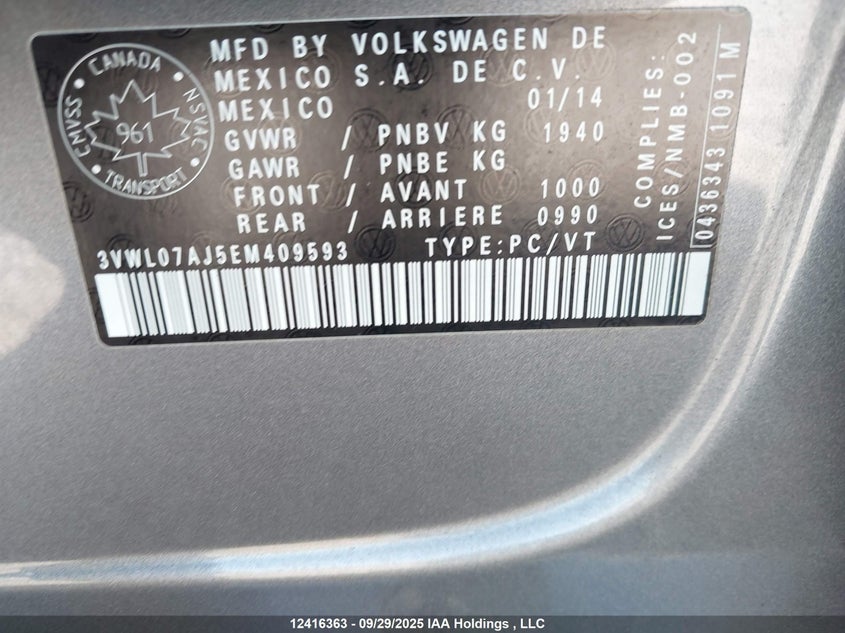 CANADA
CMVSS
NSVAC
961
TRANSPORT
MFD BY VOLKSWAGEN DE
MEXICO S.A. DE C.V.
MEXICO 01/14
GVWR / PNBV KG 1940
GAWR / PNBE KG
FRONT / AVANT 1000
REAR / ARRIERE 0990
3VWL07AJ5EM409593 TYPE:PC/VT
COMPLIES:
ICES/NMB-002
0436343 1091 M
12416363 - 09/29/2025 IAA Holdings , LLC